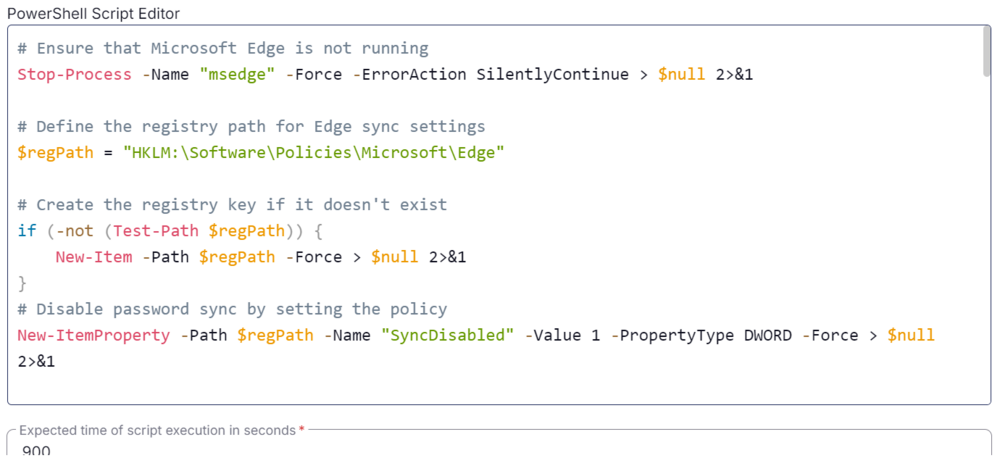 PowerShell Script Editor
# Ensure that Microsoft Edge is not running
Stop-Process -Name "msedge" -Force -ErrorAction SilentlyContinue > $null 2>&1
# Define the registry path for Edge sync settings
$regPath = "HKLM:\Software\Policies\Microsoft\Edge"
# Create the registry key if it doesn't exist
if (-not (Test-Path $regPath)) {
    New-Item -Path $regPath -Force > $null 2>&1
}
# Disable password sync by setting the policy
New-ItemProperty -Path $regPath -Name "SyncDisabled" -Value 1 -PropertyType DWORD -Force > $null
2>&1
Expected time of script execution in seconds *
900